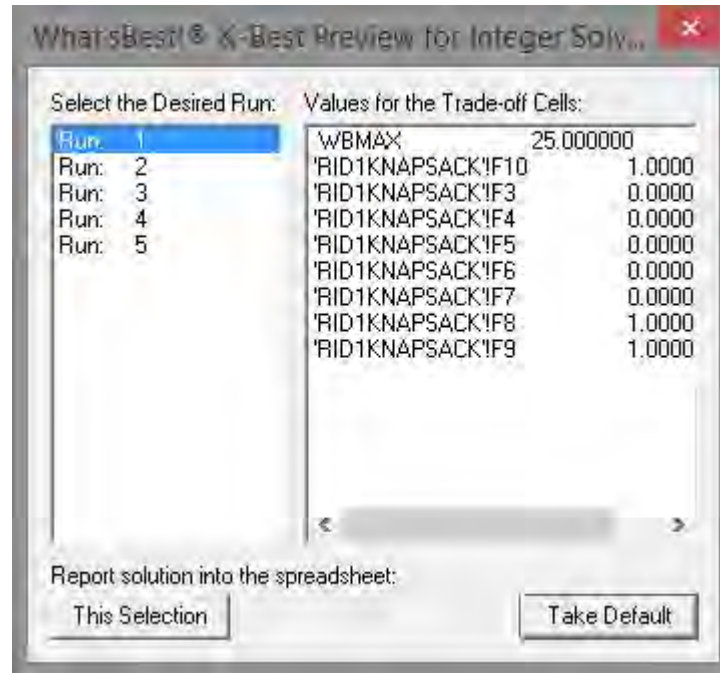 What'sBest!® K-Best Preview for Integer Solv...
Select the Desired Run:
Run: 1
Run: 2
Run: 3
Run: 4
Run: 5
Values for the Trade-off Cells:
WBMAX 25.000000
'RID1KNAPSACK'!F10 1.0000
'RID1KNAPSACK'!F3 0.0000
'RID1KNAPSACK'!F4 0.0000
'RID1KNAPSACK'!F5 0.0000
'RID1KNAPSACK'!F6 0.0000
'RID1KNAPSACK'!F7 0.0000
'RID1KNAPSACK'!F8 1.0000
'RID1KNAPSACK'!F9 1.0000
Report solution into the spreadsheet:
This Selection
Take Default